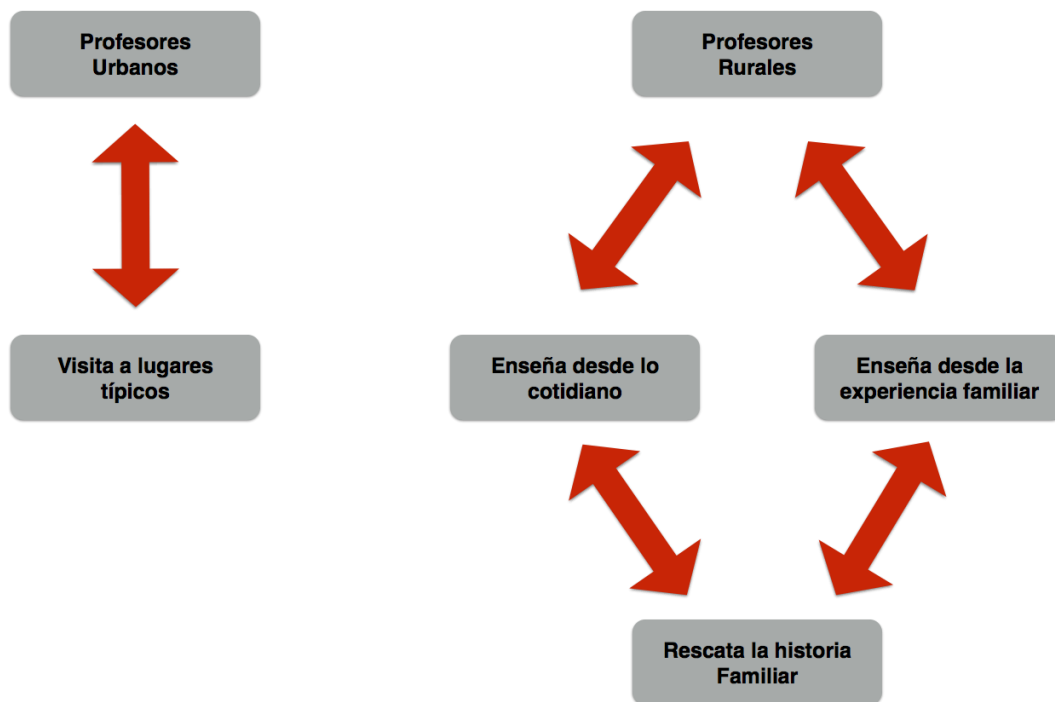 Profesores
Urbanos
Profesores
Rurales
Visita a lugares
típicos
Enseña desde lo
cotidiano
Enseña desde la
experiencia familiar
Rescata la historia
Familiar